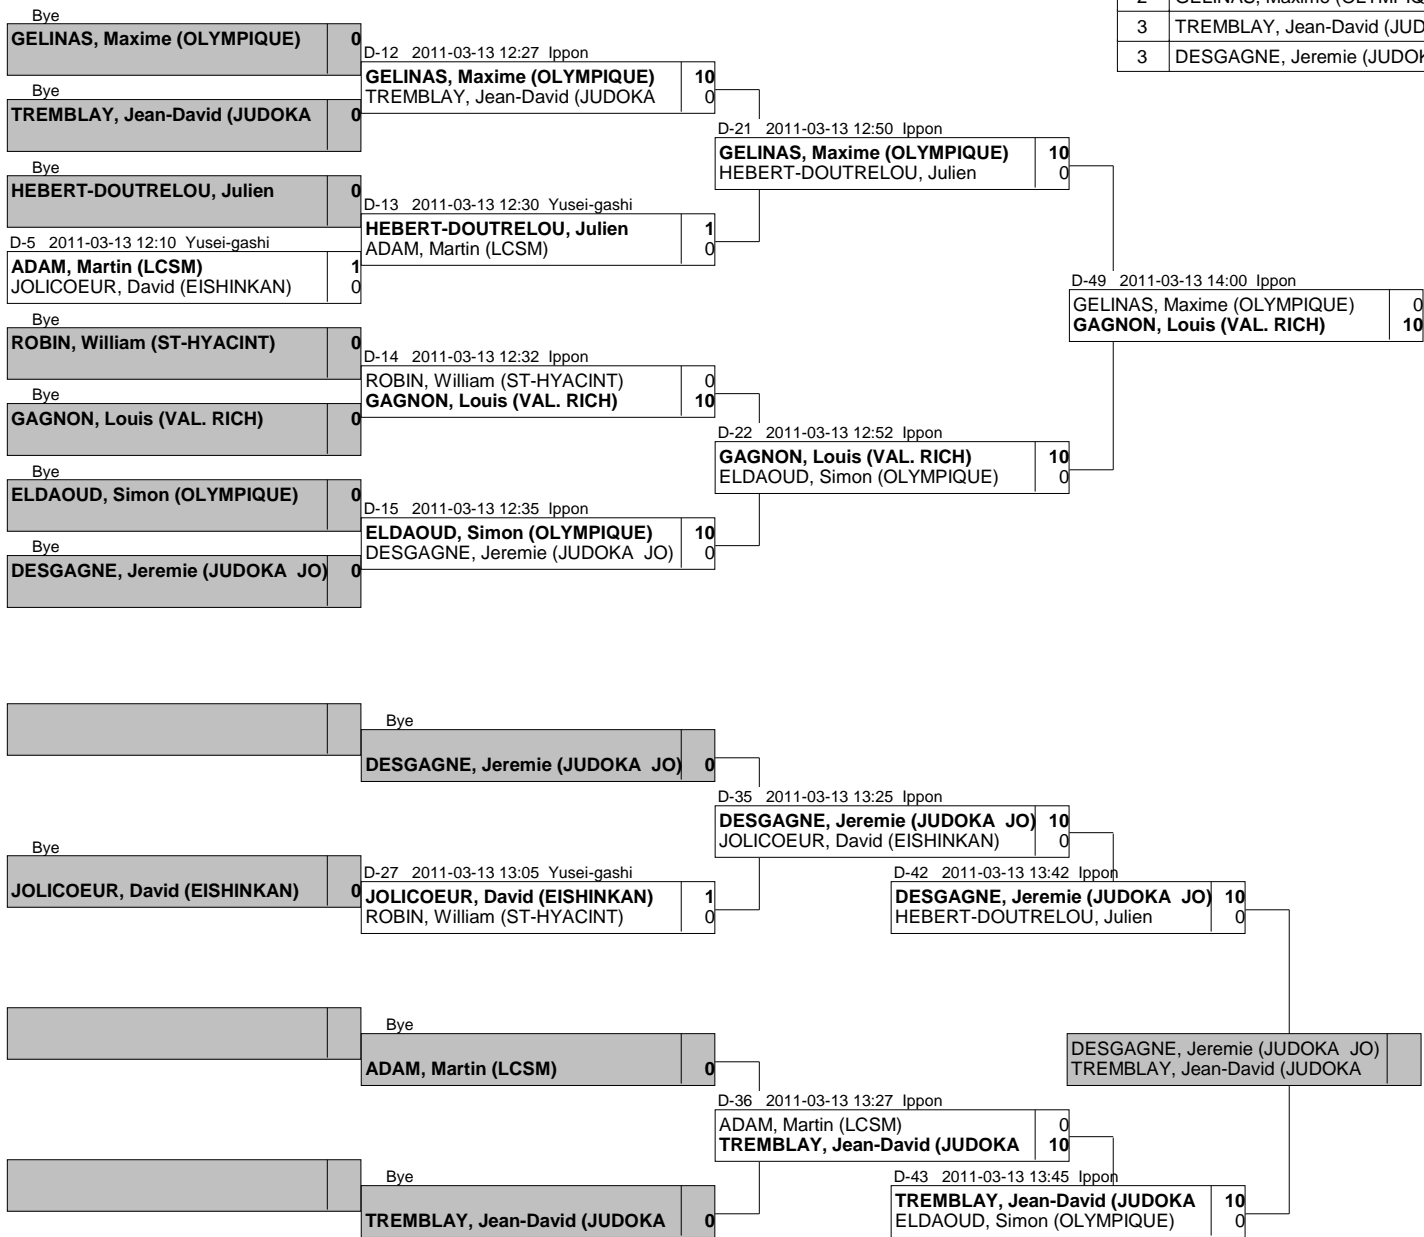 2 GELINAS, Maxime
3 TREMBLAY, Jean-David (JUD
3 DESGAGNE, Jeremie (JUDO
Bye
GELINAS, Maxime (OLYMPIQUE) 0
Bye
TREMBLAY, Jean-David (JUDOKA 0
Bye
HEBERT-DOUTRELOU, Julien 0
D-5 2011-03-13 12:10 Yusei-gashi
ADAM, Martin (LCSM) 1
JOLICOEUR, David (EISHINKAN) 0
Bye
ROBIN, William (ST-HYACINT) 0
Bye
GAGNON, Louis (VAL. RICH) 0
Bye
ELDAOUD, Simon (OLYMPIQUE) 0
Bye
DESGAGNE, Jeremie (JUDOKA JO) 0
D-12 2011-03-13 12:27 Ippon
GELINAS, Maxime (OLYMPIQUE) 10
TREMBLAY, Jean-David (JUDOKA 0
D-13 2011-03-13 12:30 Yusei-gashi
HEBERT-DOUTRELOU, Julien 1
ADAM, Martin (LCSM) 0
D-14 2011-03-13 12:32 Ippon
ROBIN, William (ST-HYACINT) 0
GAGNON, Louis (VAL. RICH) 10
D-15 2011-03-13 12:35 Ippon
ELDAOUD, Simon (OLYMPIQUE) 10
DESGAGNE, Jeremie (JUDOKA JO) 0
D-21 2011-03-13 12:50 Ippon
GELINAS, Maxime (OLYMPIQUE) 10
HEBERT-DOUTRELOU, Julien 0
D-22 2011-03-13 12:52 Ippon
GAGNON, Louis (VAL. RICH) 10
ELDAOUD, Simon (OLYMPIQUE) 0
D-49 2011-03-13 14:00 Ippon
GELINAS, Maxime (OLYMPIQUE) 0
GAGNON, Louis (VAL. RICH) 10
Bye
JOLICOEUR, David (EISHINKAN) 0
Bye
DESGAGNE, Jeremie (JUDOKA JO) 0
D-27 2011-03-13 13:05 Yusei-gashi
JOLICOEUR, David (EISHINKAN) 1
ROBIN, William (ST-HYACINT) 0
Bye
ADAM, Martin (LCSM) 0
Bye
TREMBLAY, Jean-David (JUDOKA 0
D-35 2011-03-13 13:25 Ippon
DESGAGNE, Jeremie (JUDOKA JO) 10
JOLICOEUR, David (EISHINKAN) 0
D-36 2011-03-13 13:27 Ippon
ADAM, Martin (LCSM) 0
TREMBLAY, Jean-David (JUDOKA 10
D-42 2011-03-13 13:42 Ippon
DESGAGNE, Jeremie (JUDOKA JO) 10
HEBERT-DOUTRELOU, Julien 0
D-43 2011-03-13 13:45 Ippon
TREMBLAY, Jean-David (JUDOKA 10
ELDAOUD, Simon (OLYMPIQUE) 0
DESGAGNE, Jeremie (JUDOKA JO)
TREMBLAY, Jean-David (JUDOKA